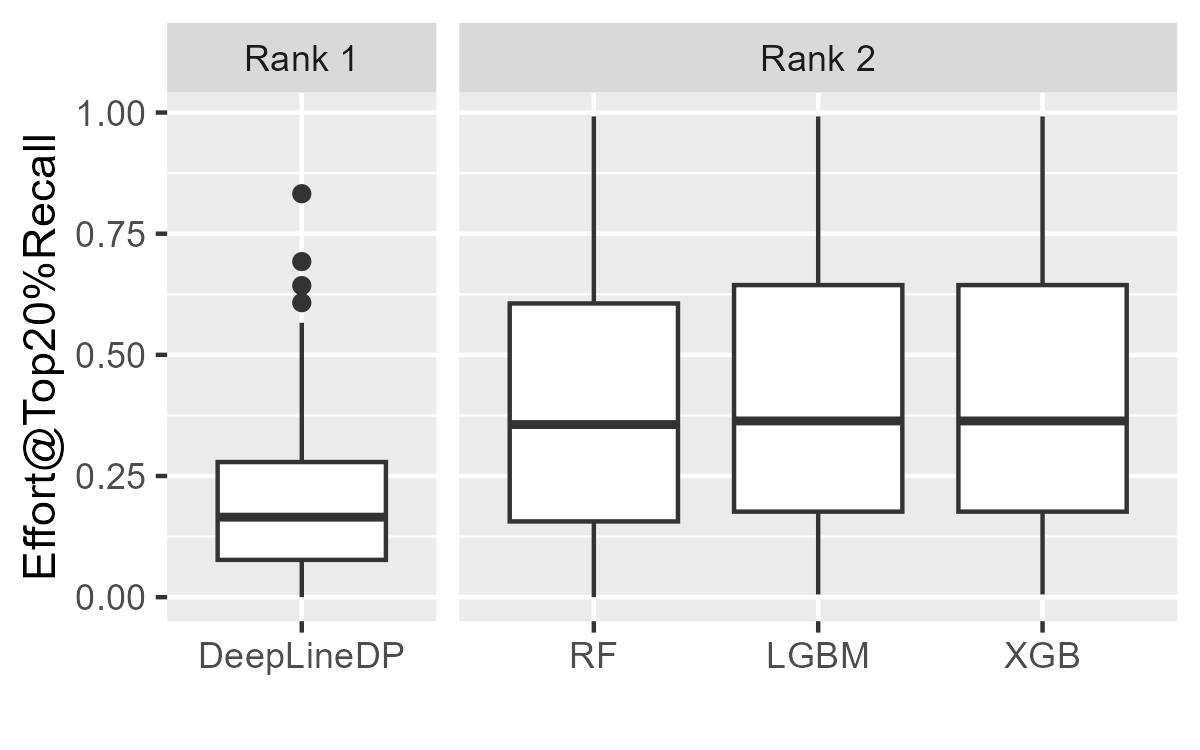 Rank 1
Rank 2
Effort@Top20%Recall
1.00
0.75
0.50
0.25
0.00
DeepLineDP
RF
LGBM
XGB